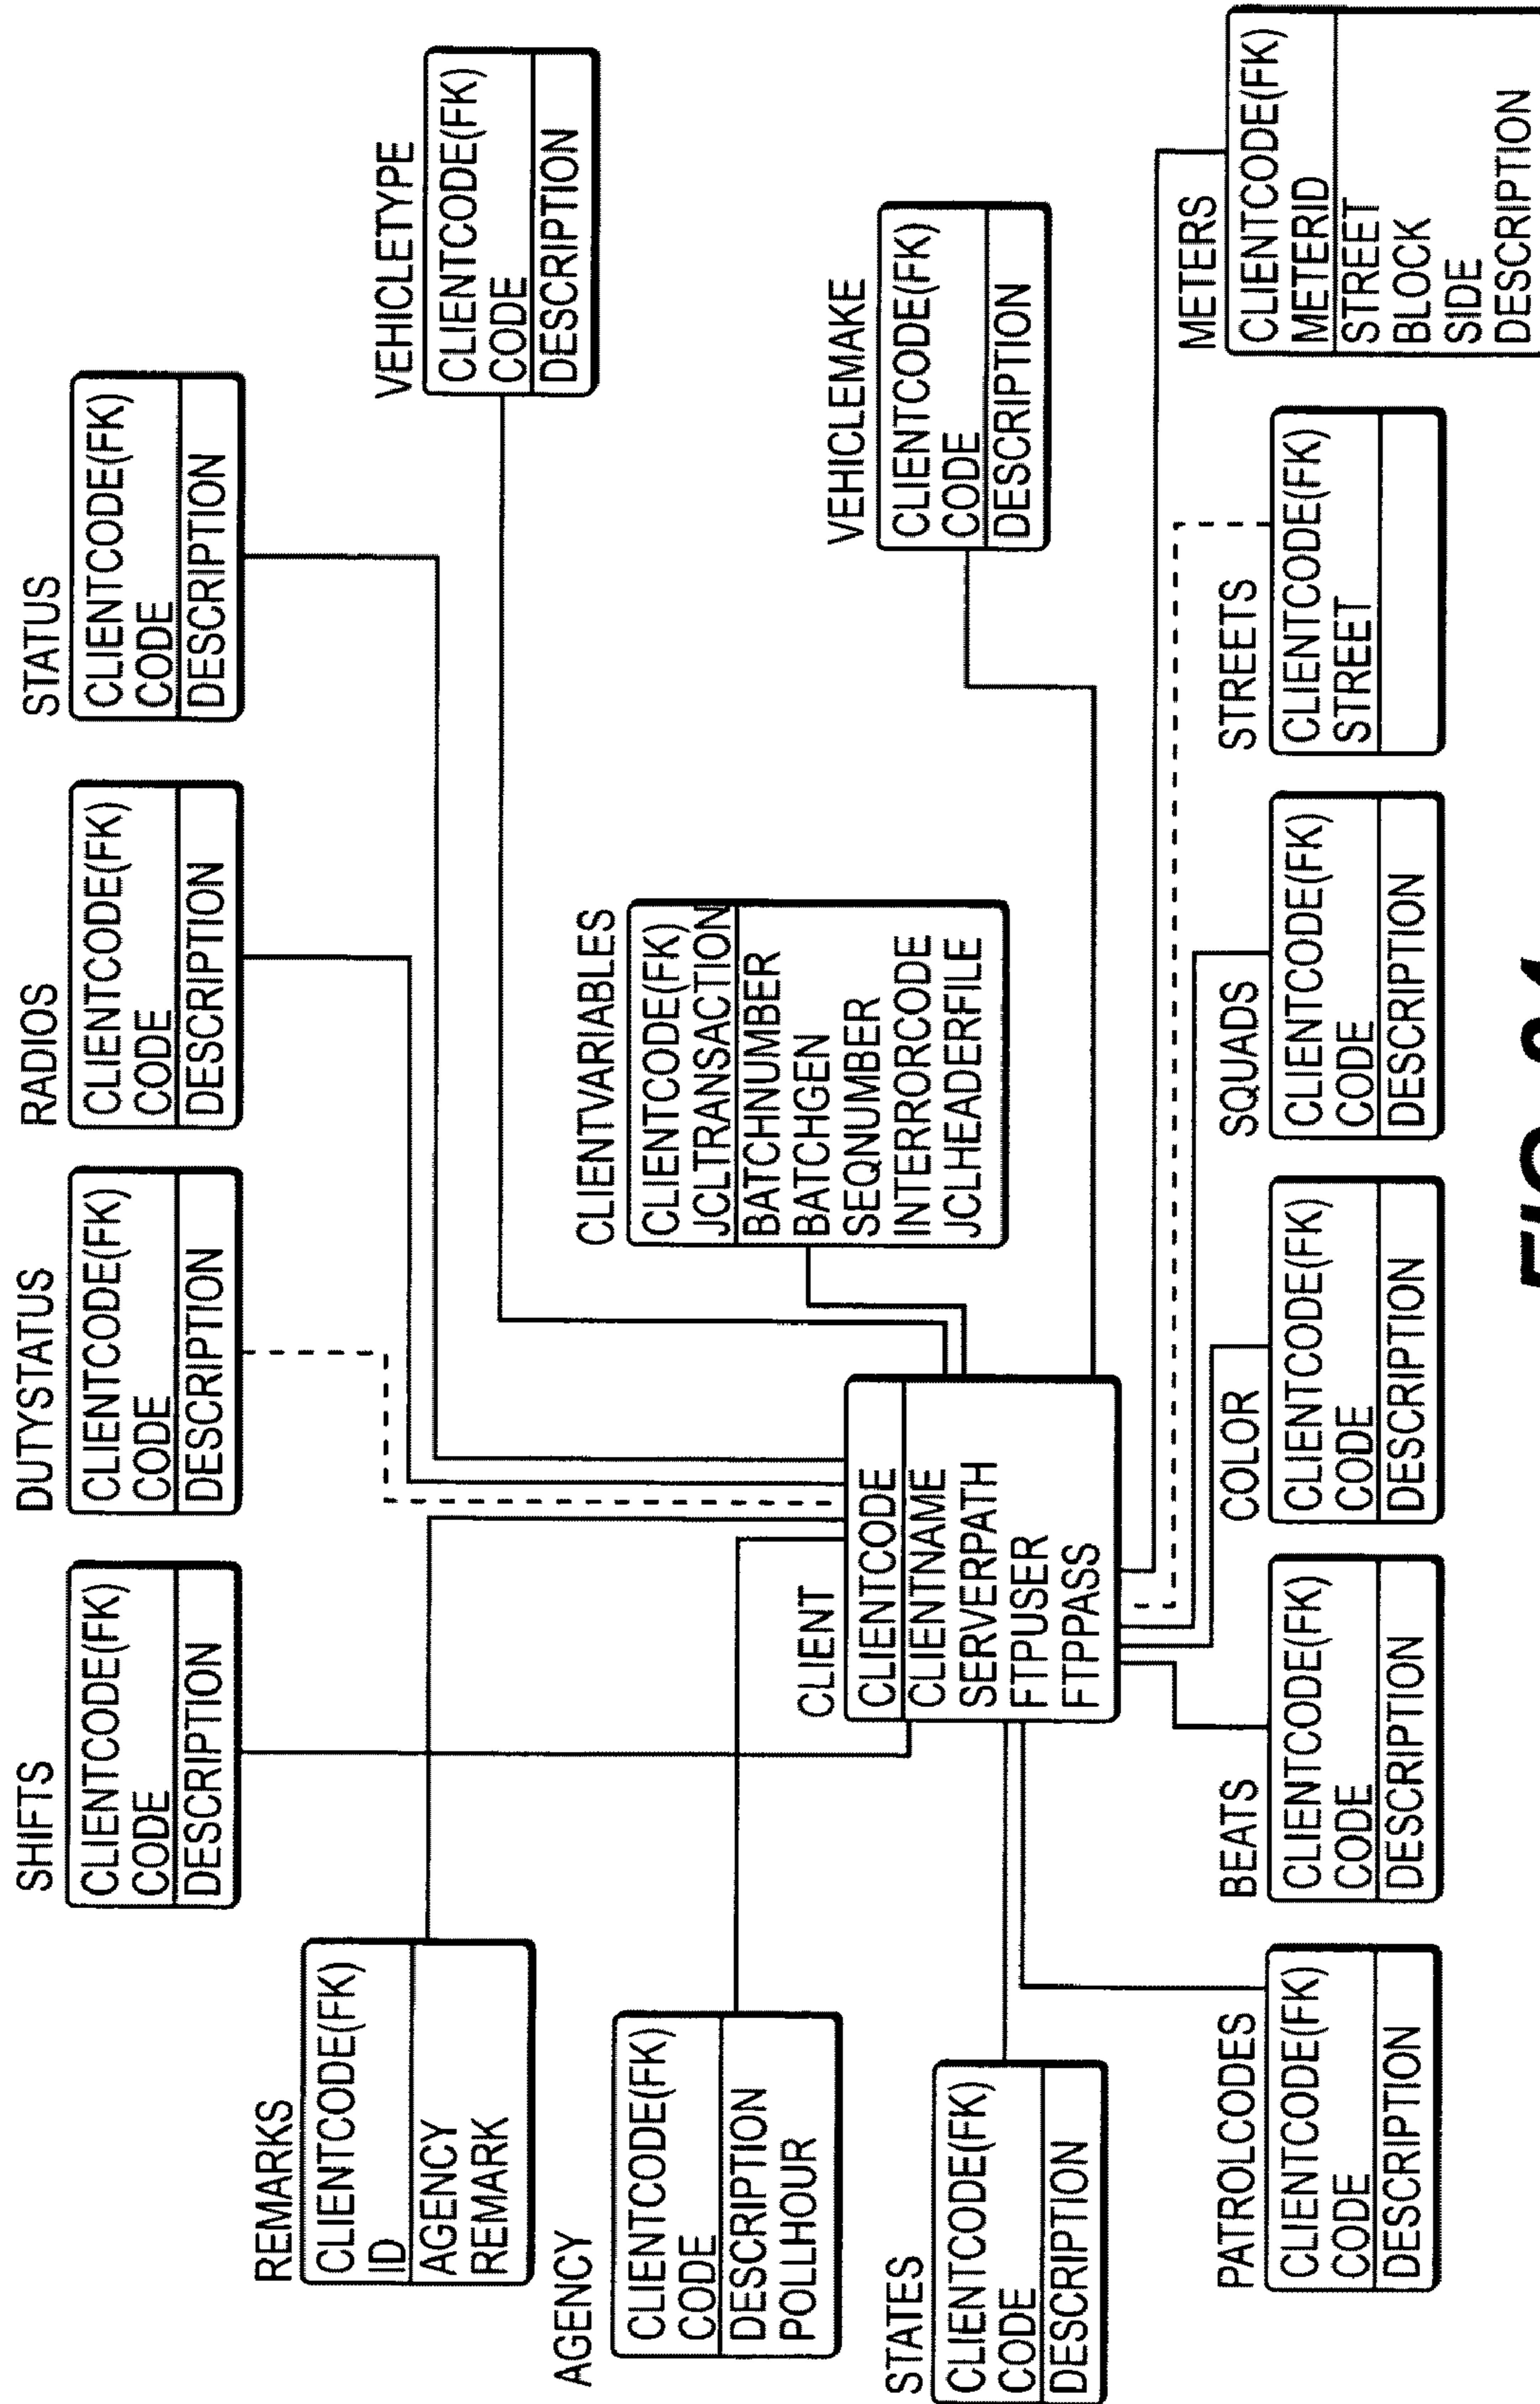 SHIFTS
CLIENTCODE(FK)
CODE
DESCRIPTION
DUTYSTATUS
CLIENTCODE(FK)
CODE
DESCRIPTION
RADIOS
CLIENTCODE(FK)
CODE
DESCRIPTION
STATUS
CLIENTCODE(FK)
CODE
DESCRIPTION
REMARKS
CLIENTCODE(FK)
ID
AGENCY
REMARK
VEHICLETYPE
CLIENTCODE(FK)
CODE
DESCRIPTION
AGENCY
CLIENTCODE(FK)
CODE
DESCRIPTION
POLLHOUR
CLIENTVARIABLES
CLIENTCODE(FK)
JCLTRANSACTION
BATCHNUMBER
BATCHGEN
SEQNUMBER
INTERRORCODE
JCLHEADERFILE
CLIENT
CLIENTCODE
CLIENTNAME
SERVERPATH
FTPUSER
FTPPASS
VEHICLEMAKE
CLIENTCODE(FK)
CODE
DESCRIPTION
STATES
CLIENTCODE(FK)
CODE
DESCRIPTION
PATROLCODES
CLIENTCODE(FK)
CODE
DESCRIPTION
BEATS
CLIENTCODE(FK)
CODE
DESCRIPTION
COLOR
CLIENTCODE(FK)
CODE
DESCRIPTION
SQUADS
CLIENTCODE(FK)
CODE
DESCRIPTION
STREETS
CLIENTCODE(FK)
STREET
METERS
CLIENTCODE(FK)
METERID
STREET
BLOCK
SIDE
DESCRIPTION